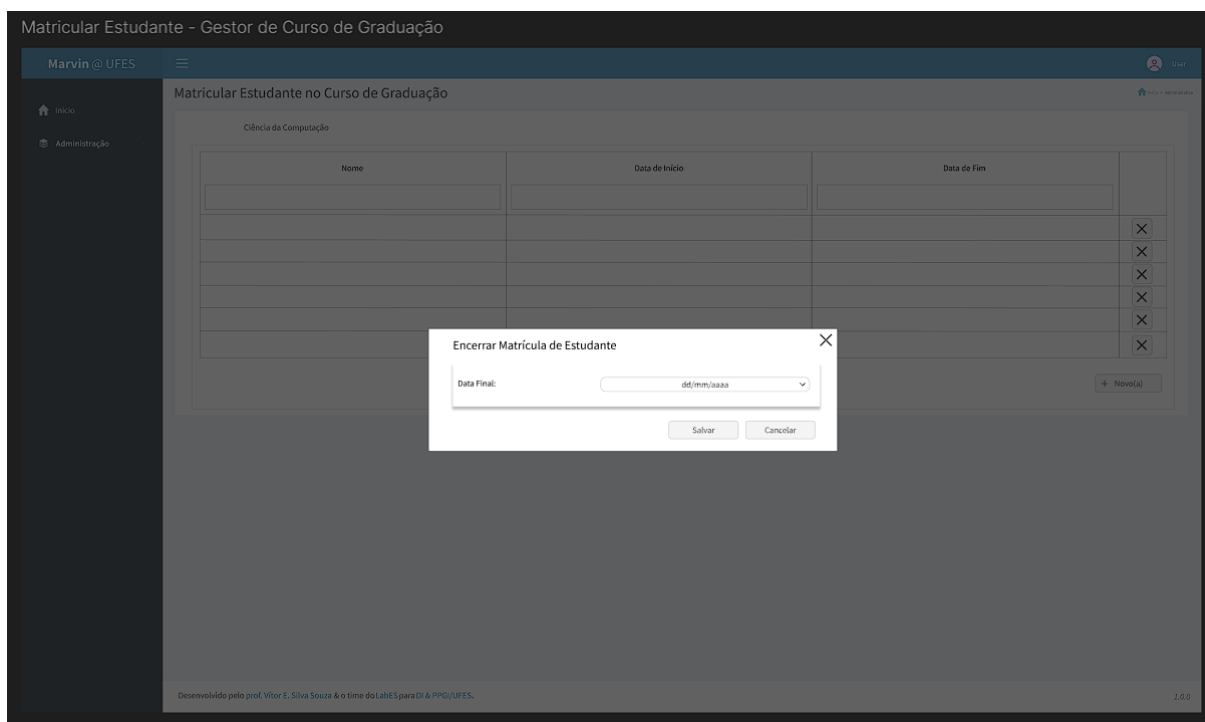 Matricular Estudante - Gestor de Curso de Graduação
Marvin @ UFES
User
Matricular Estudante no Curso de Graduação
Início
Administração
Ciência da Computação
Nome
Data de Início
Data de Fim
Encerrar Matrícula de Estudante
Data Final:
dd/mm/aaaa
+ Novo(a)
Salvar
Cancelar
Desenvolvido pelo prof. Vítor E. Silva Souza & o time do LabES para DI & PPGI/UFES.
1.0.0